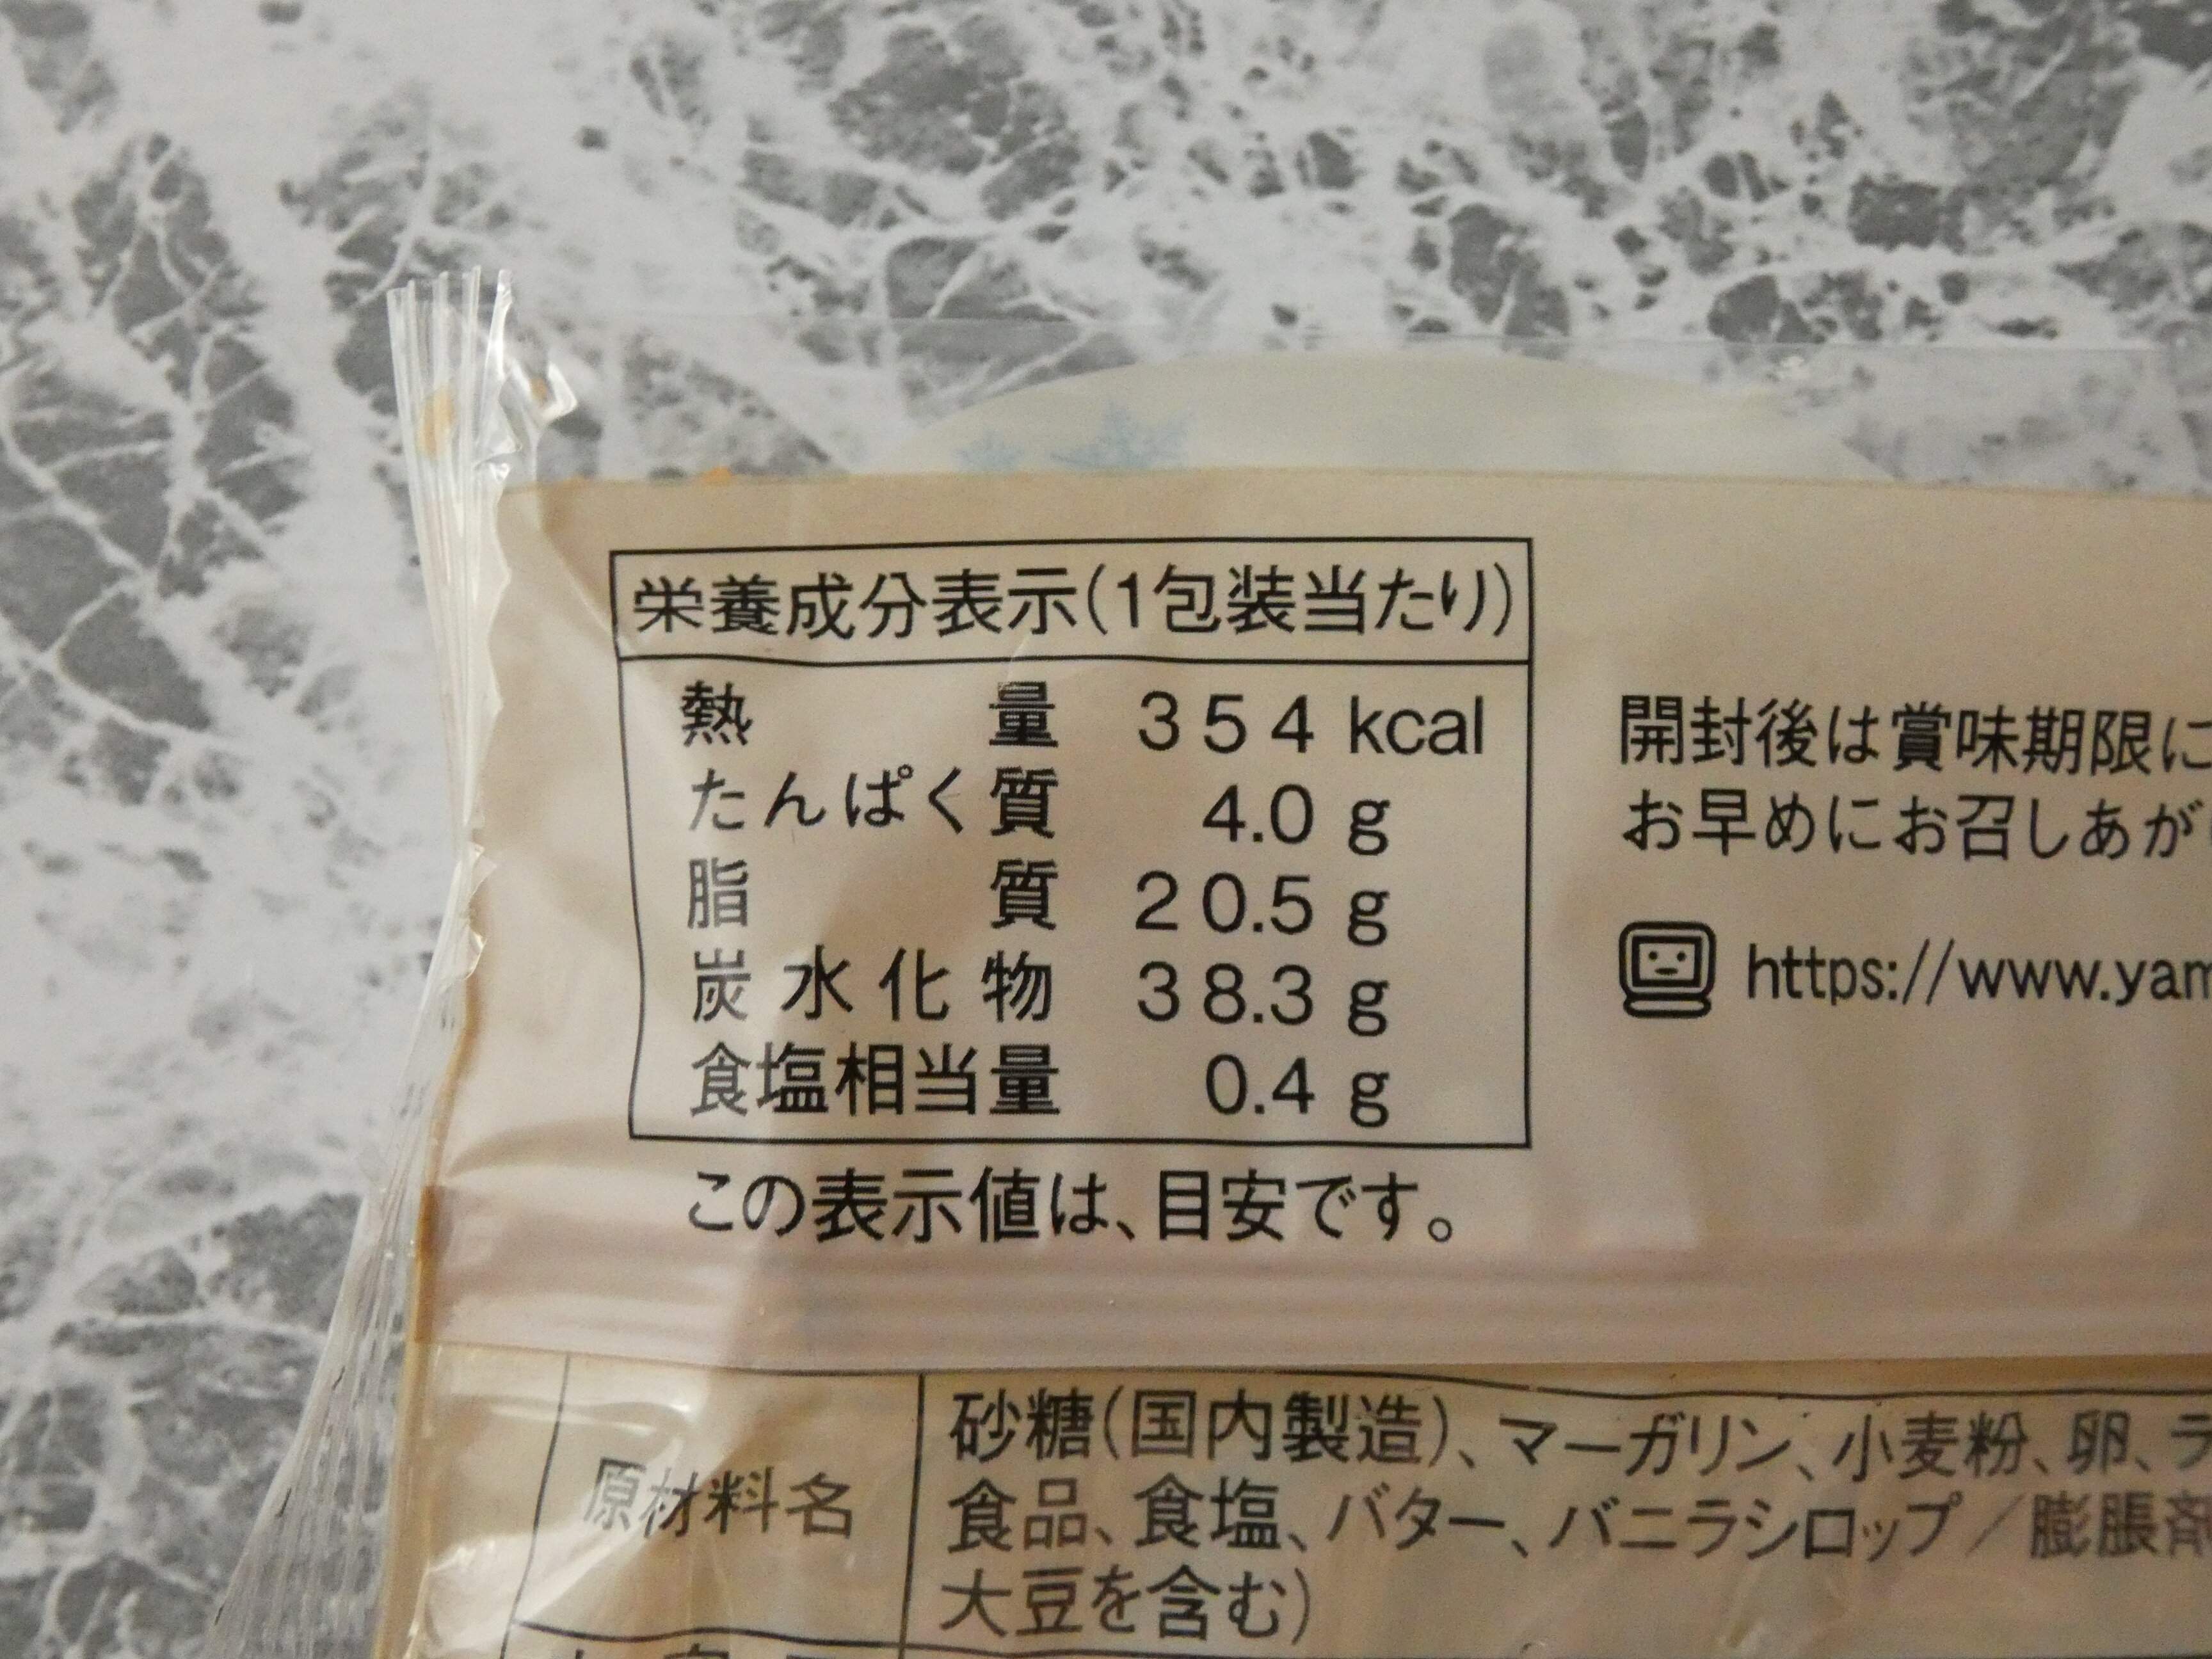 栄養成分表示(1包装当たり)
熱量 354 kcal
たんぱく質 4.0 g
脂質 20.5 g
炭水化物 38.3 g
食塩相当量 0.4 g
この表示値は、目安です。
開封後は賞味期限に
お早めにお召しあが
https://www.yam
原材料名
砂糖(国内製造)、マーガリン、小麦粉、卵、ラ
食品、食塩、バター、バニラシロップ/膨脹剤
大豆を含む)